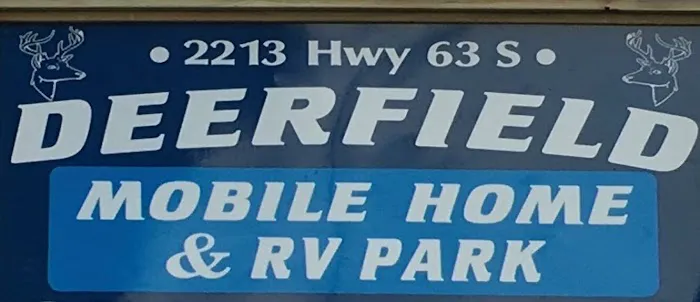 • 2213 Hwy 63 S •
DEERFIELD
MOBILE HOME
& RV PARK